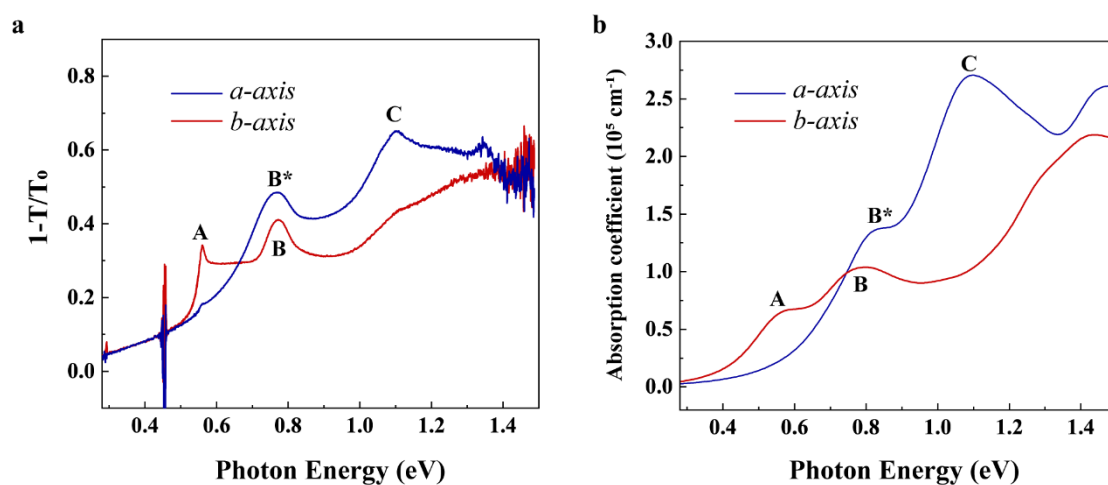 a
1-T/T₀
0.8
0.6
0.4
0.2
0.0
a-axis
b-axis
A
B*
B
C
0.4 0.6 0.8 1.0 1.2 1.4
Photon Energy (eV)
b
Absorption coefficient (10⁵ cm⁻¹)
3.0
2.5
2.0
1.5
1.0
0.5
0.0
a-axis
b-axis
A
B*
B
C
0.4 0.6 0.8 1.0 1.2 1.4
Photon Energy (eV)